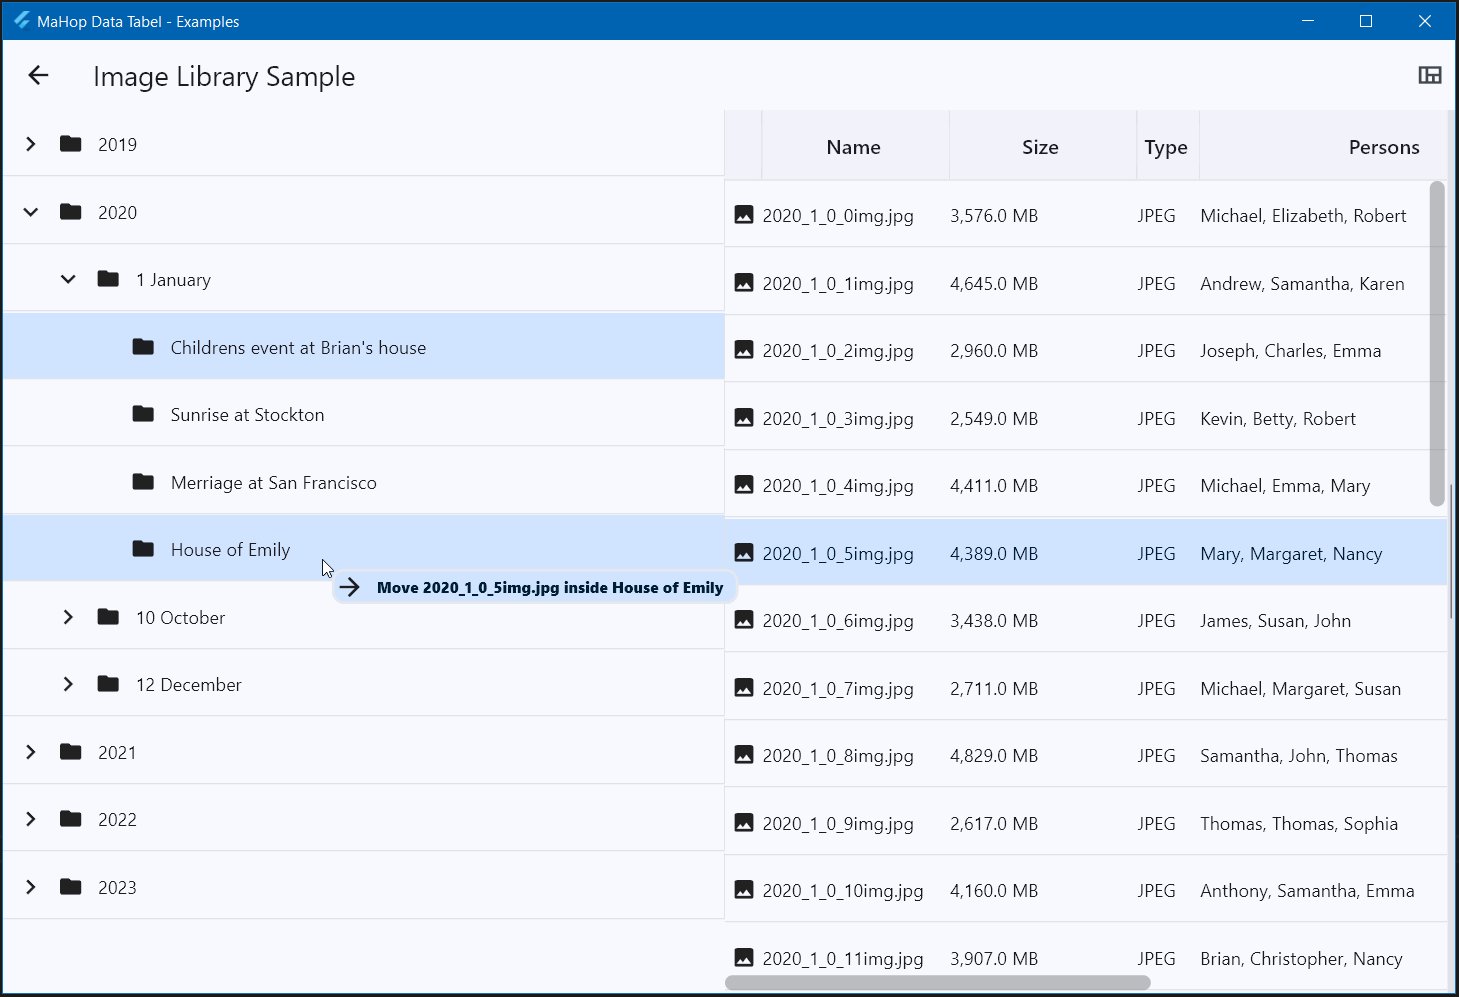 MaHop Data Tabel - Examples
Image Library Sample
2019
2020
1 January
Childrens event at Brian's house
Sunrise at Stockton
Merriage at San Francisco
House of Emily
Move 2020_1_0_5img.jpg inside House of Emily
10 October
12 December
2021
2022
2023
Name Size Type Persons
2020_1_0_0img.jpg 3,576.0 MB JPEG Michael, Elizabeth, Robert
2020_1_0_1img.jpg 4,645.0 MB JPEG Andrew, Samantha, Karen
2020_1_0_2img.jpg 2,960.0 MB JPEG Joseph, Charles, Emma
2020_1_0_3img.jpg 2,549.0 MB JPEG Kevin, Betty, Robert
2020_1_0_4img.jpg 4,411.0 MB JPEG Michael, Emma, Mary
2020_1_0_5img.jpg 4,389.0 MB JPEG Mary, Margaret, Nancy
2020_1_0_6img.jpg 3,438.0 MB JPEG James, Susan, John
2020_1_0_7img.jpg 2,711.0 MB JPEG Michael, Margaret, Susan
2020_1_0_8img.jpg 4,829.0 MB JPEG Samantha, John, Thomas
2020_1_0_9img.jpg 2,617.0 MB JPEG Thomas, Thomas, Sophia
2020_1_0_10img.jpg 4,160.0 MB JPEG Anthony, Samantha, Emma
2020_1_0_11img.jpg 3,907.0 MB JPEG Brian, Christopher, Nancy